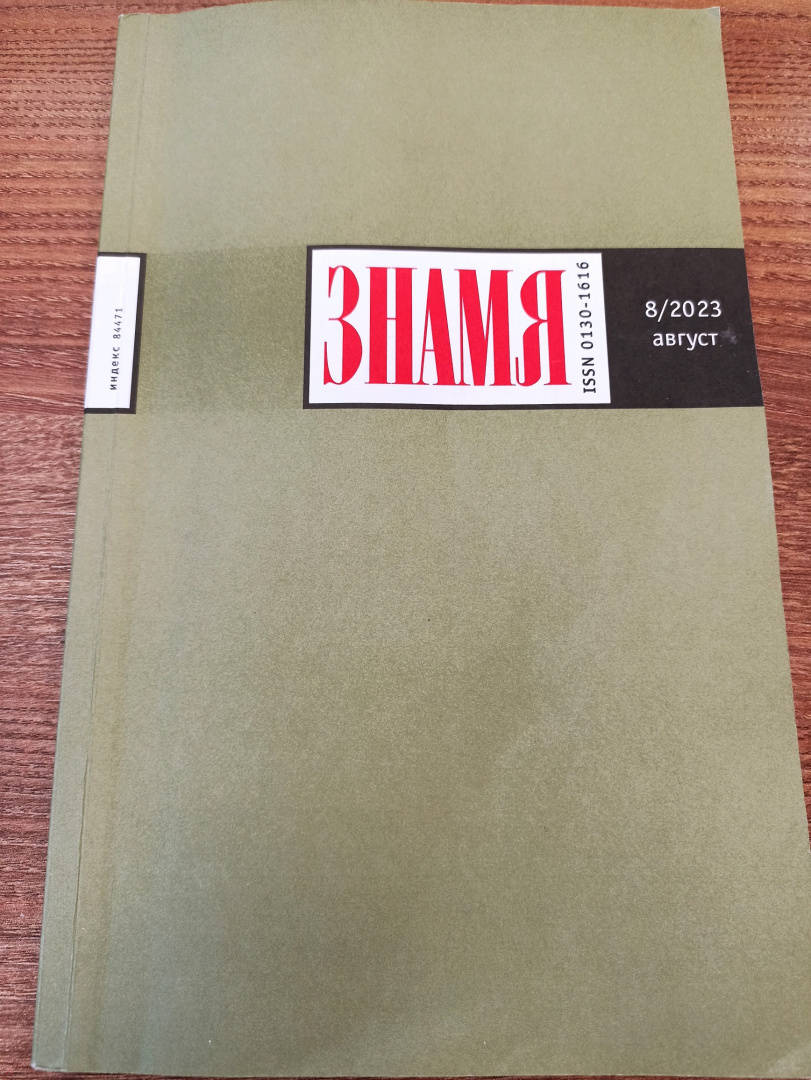 индекс 84471
ЗНАМЯ
ISSN 0130-1616
8/2023
август